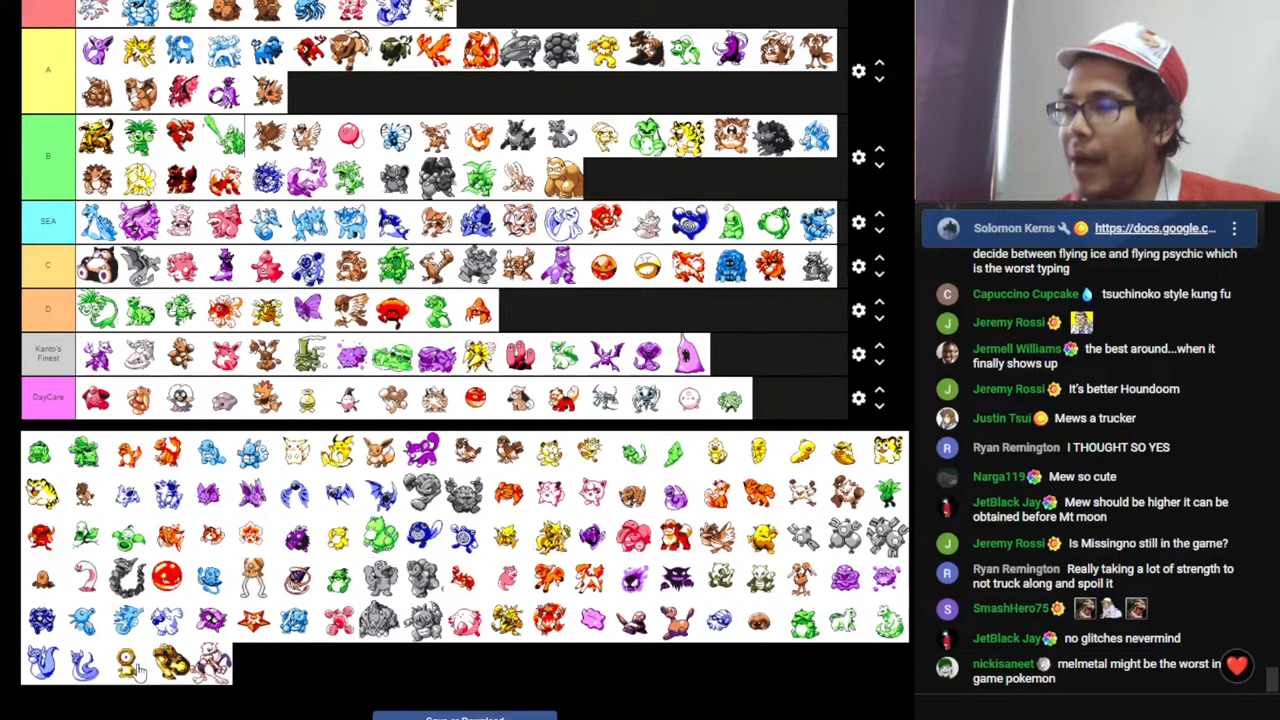 A
B
SEA
C
D
Kanto's
Finest
DayCare
Solomon Kerns https://docs.google.c...
decide between flying ice and flying psychic which
is the worst typing
Capuccino Cupcake tsuchinoko style kung fu
Jeremy Rossi
Jermell Williams the best around...when it
finally shows up
Jeremy Rossi It's better Houndoom
Justin Tsui Mews a trucker
Ryan Remington I THOUGHT SO YES
Narga119 Mew so cute
JetBlack Jay Mew should be higher it can be
obtained before Mt moon
Jeremy Rossi Is Missingno still in the game?
Ryan Remington Really taking a lot of strength to
not truck along and spoil it
SmashHero75
JetBlack Jay no glitches nevermind
nickisaneet melmetal might be the worst in
game pokemon
C
R
R
Save or Download